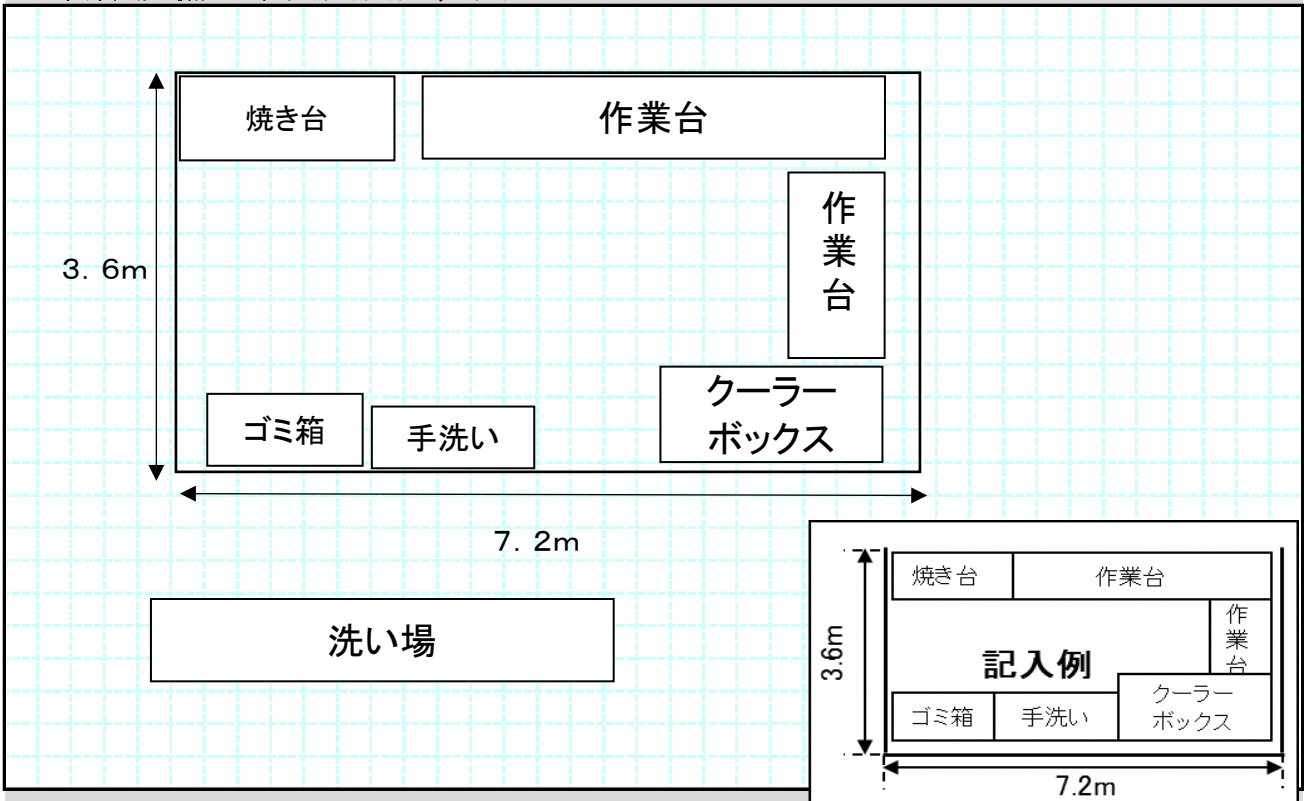 焼き台
作業台
作業台
3. 6m
クーラー
ボックス
ゴミ箱
手洗い
7. 2m
洗い場
焼き台
作業台
作業台
3.6m
記入例
クーラー
ボックス
ゴミ箱
手洗い
7.2m